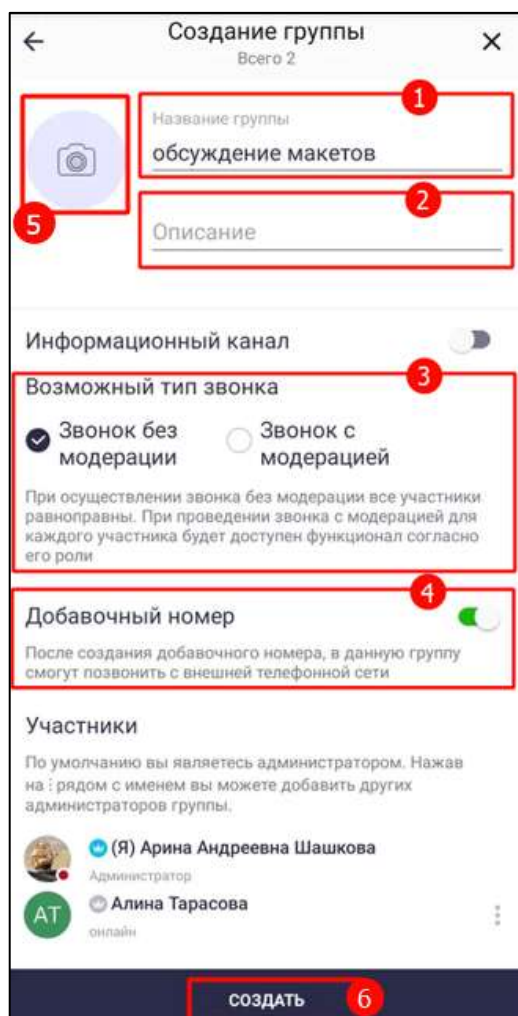 Создание группы
Всего 2
1
Название группы
обсуждение макетов
2
Описание
5
Информационный канал
3
Возможный тип звонка
Звонок без модерации
Звонок с модерацией
При осуществлении звонка без модерации все участники
равноправны. При проведении звонка с модерацией для
каждого участника будет доступен функционал согласно
его роли
4
Добавочный номер
После создания добавочного номера, в данную группу
смогут позвонить с внешней телефонной сети
Участники
По умолчанию вы являетесь администратором. Нажав
на ⋮ рядом с именем вы можете добавить других
администраторов группы.
(Я) Арина Андреевна Шашкова
Администратор
АТ
Алина Тарасова
онлайн
СОЗДАТЬ
6